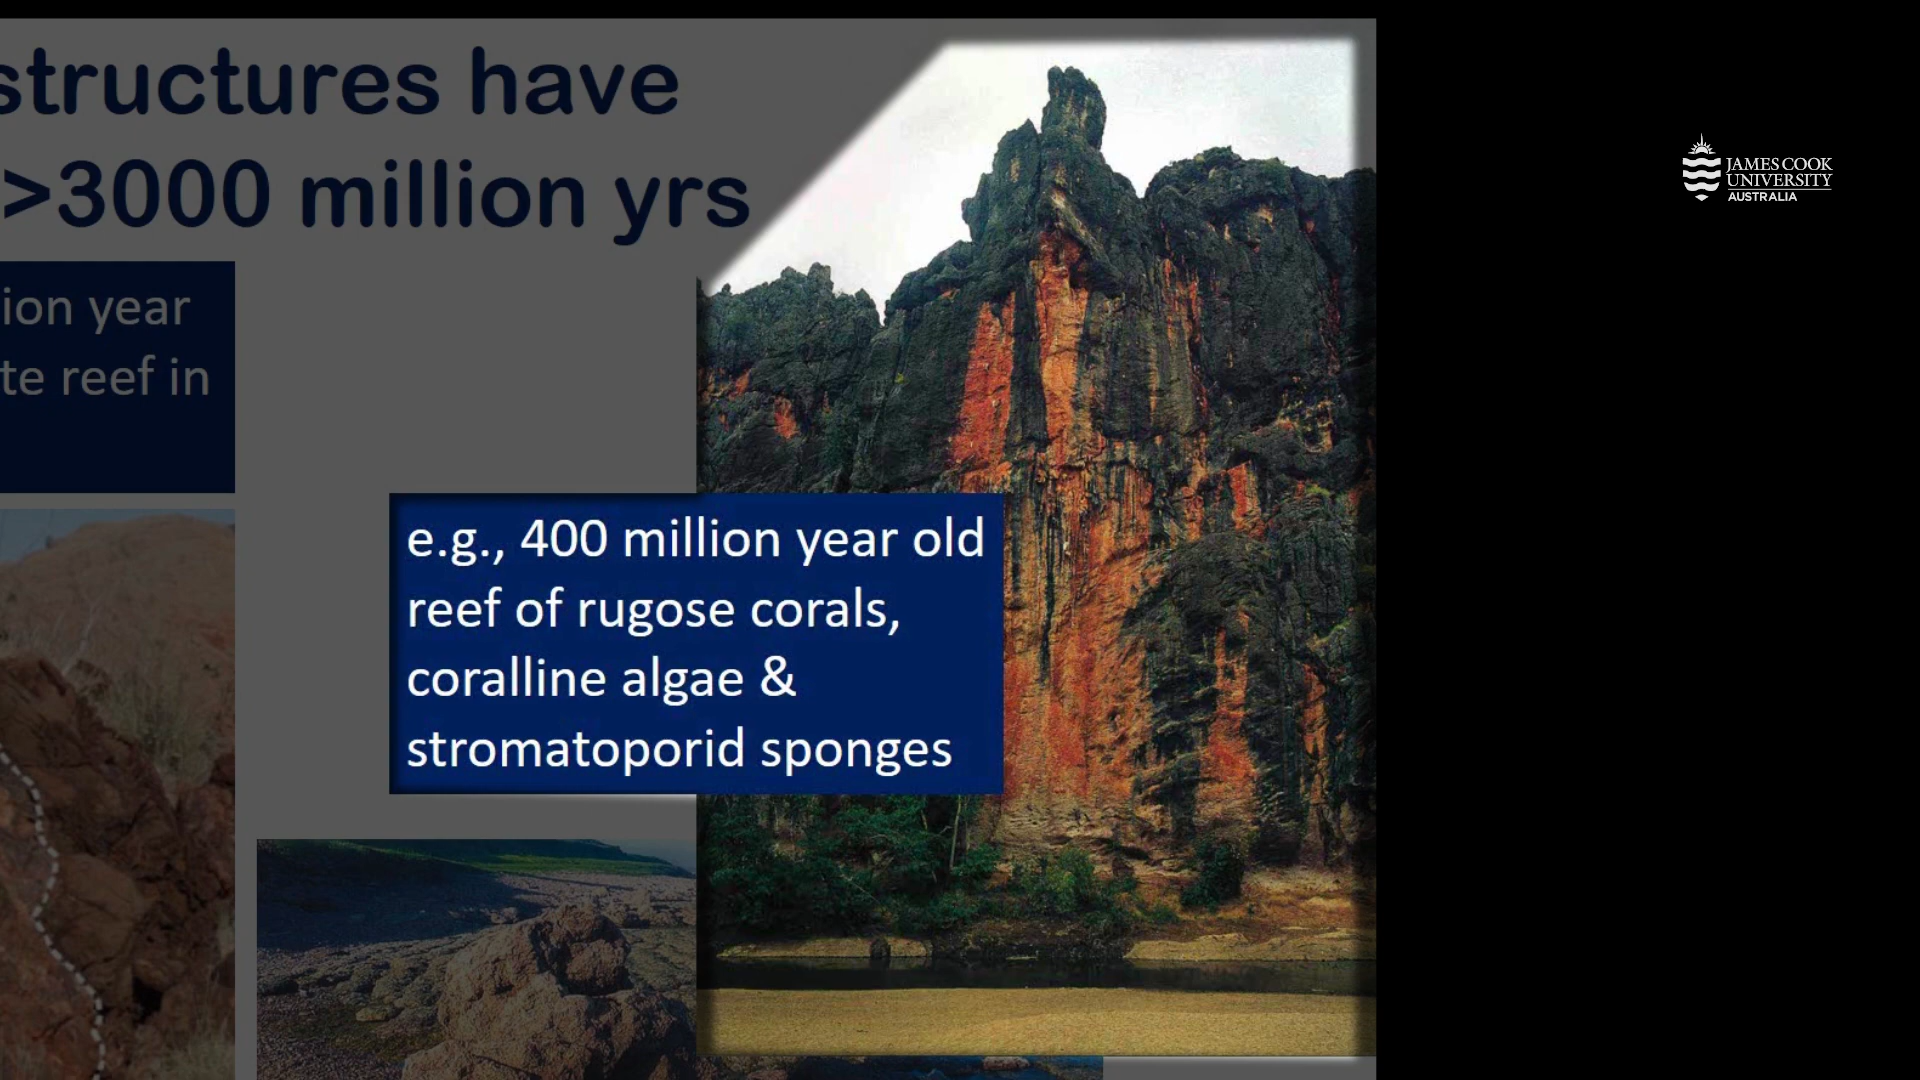 structures have
>3000 million yrs
ion year
te reef in
e.g., 400 million year old
reef of rugose corals,
coralline algae &
stromatoporid sponges
JAMES COOK
UNIVERSITY
AUSTRALIA